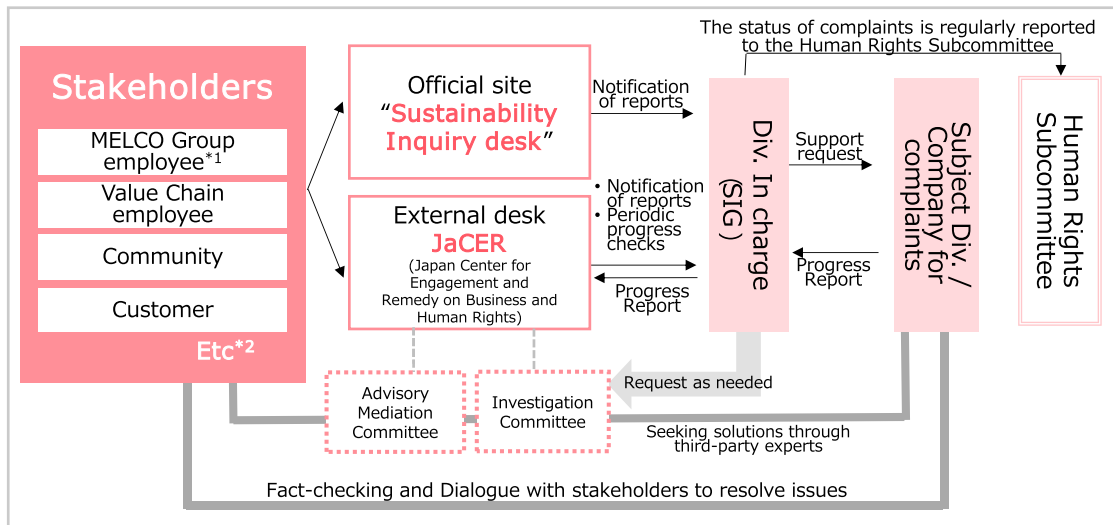 Stakeholders
MELCO Group
employee*1
Value Chain
employee
Community
Customer
Etc*2
Official site
“Sustainability
Inquiry desk”
External desk
JaCER
(Japan Center for
Engagement and
Remedy on Business and
Human Rights)
Notification
of reports
• Notification
of reports
• Periodic
progress
checks
Progress
Report
Div. In charge
(SIG )
The status of complaints is regularly reported
to the Human Rights Subcommittee
Support
request
Progress
Report
Subject Div. /
Company for
complaints
Human Rights
Subcommittee
Advisory
Mediation
Committee
Investigation
Committee
Request as needed
Seeking solutions through
third-party experts
Fact-checking and Dialogue with stakeholders to resolve issues